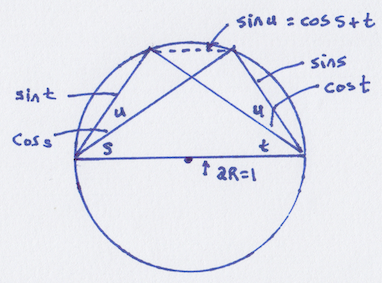 sin u = cos s + t
sin t
sin s
u
u
cos t
cos s
s
t
2R=1